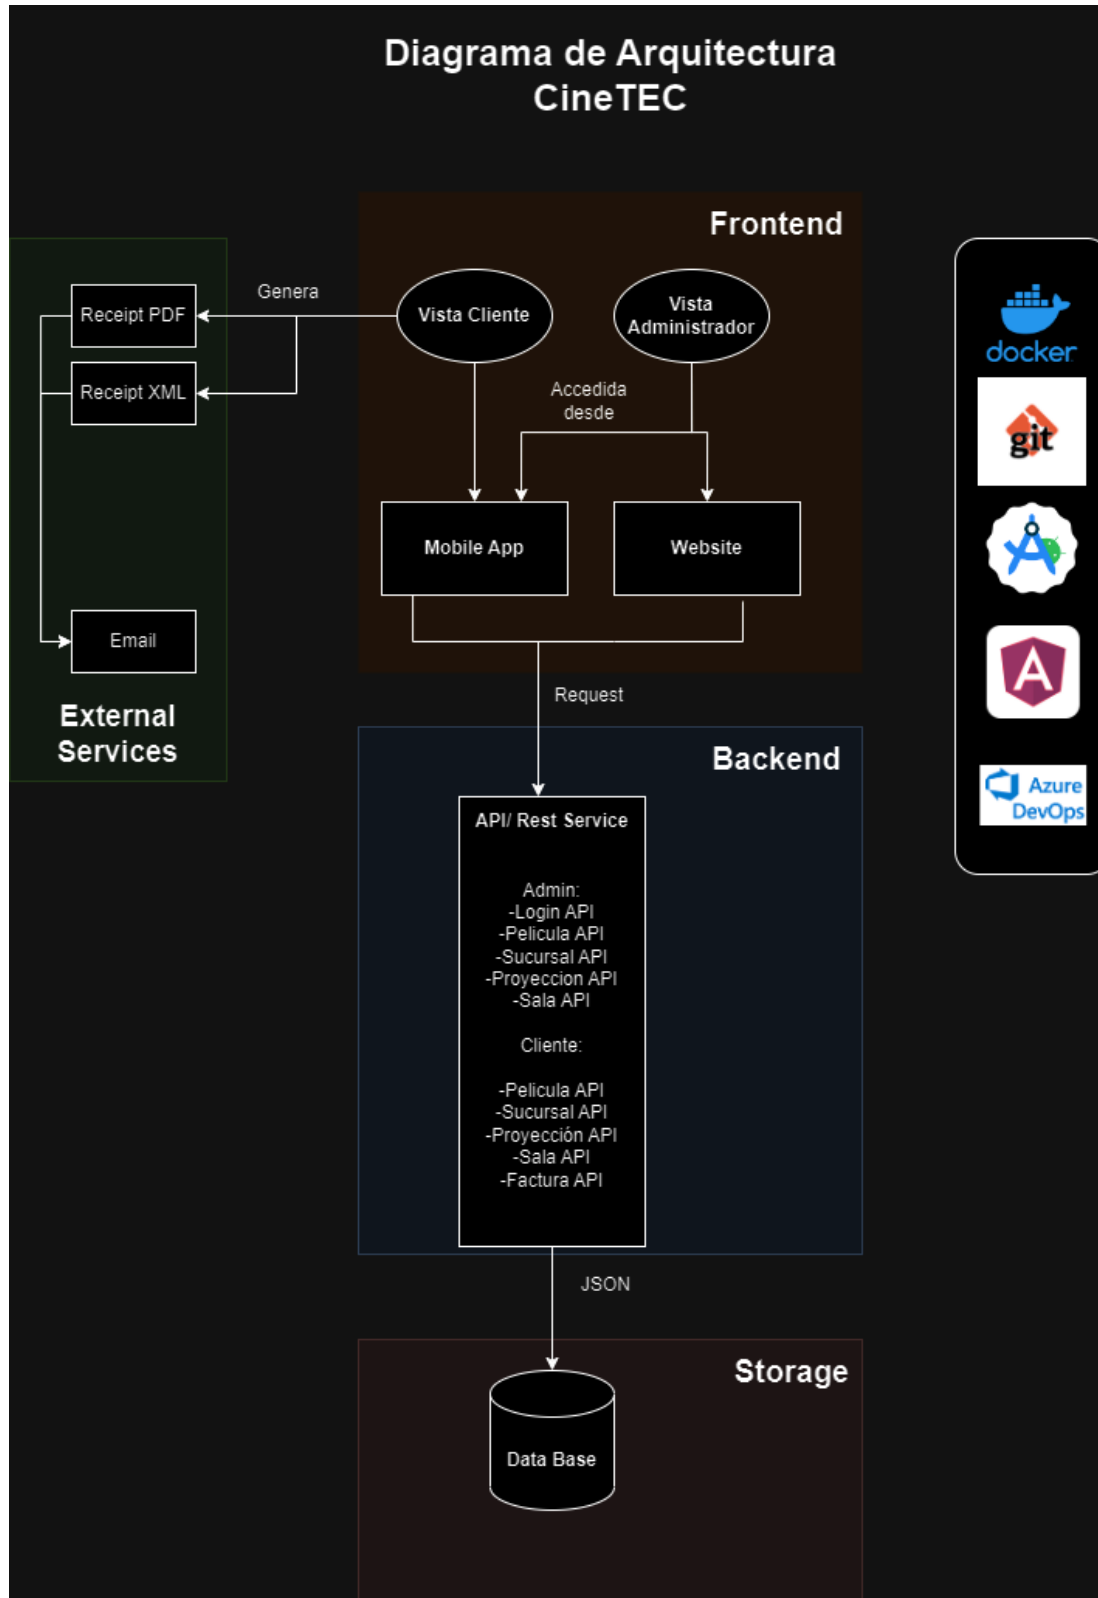 Diagrama de Arquitectura
CineTEC
Frontend
Genera
Receipt PDF
Vista Cliente
Vista
Administrador
Receipt XML
Accedida
desde
Mobile App
Website
Email
External
Services
Request
Backend
API/ Rest Service
Admin:
-Login API
-Pelicula API
-Sucursal API
-Proyeccion API
-Sala API
Cliente:
-Pelicula API
-Sucursal API
-Proyección API
-Sala API
-Factura API
JSON
Storage
Data Base
docker
git
A
Azure
DevOps